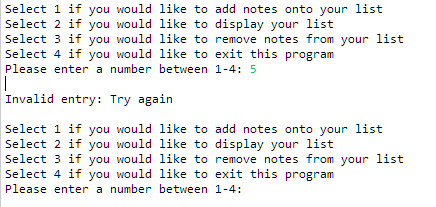 Select 1 if you would like to add notes onto your list
Select 2 if you would like to display your list
Select 3 if you would like to remove notes from your list
Select 4 if you would like to exit this program
Please enter a number between 1-4: 5
Invalid entry: Try again
Select 1 if you would like to add notes onto your list
Select 2 if you would like to display your list
Select 3 if you would like to remove notes from your list
Select 4 if you would like to exit this program
Please enter a number between 1-4: